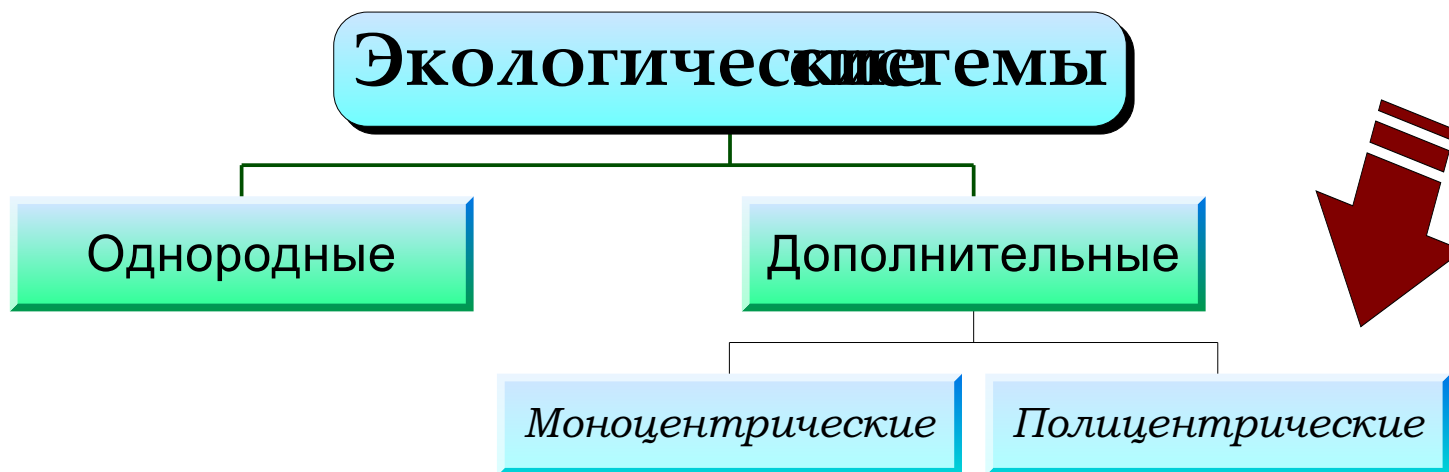 Экологические системы
Однородные
Дополнительные
Моноцентрические
Полицентрические